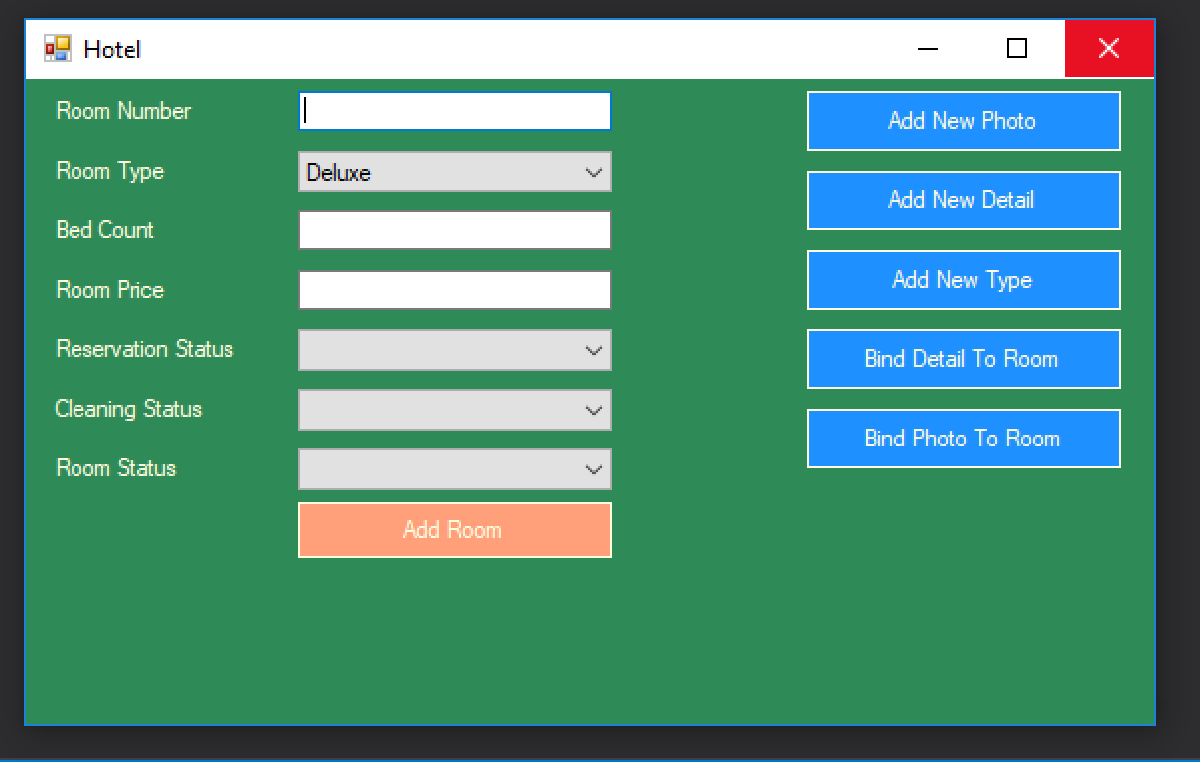 Hotel
Room Number
Add New Photo
Room Type
Deluxe
Add New Detail
Bed Count
Room Price
Add New Type
Reservation Status
Bind Detail To Room
Cleaning Status
Bind Photo To Room
Room Status
Add Room